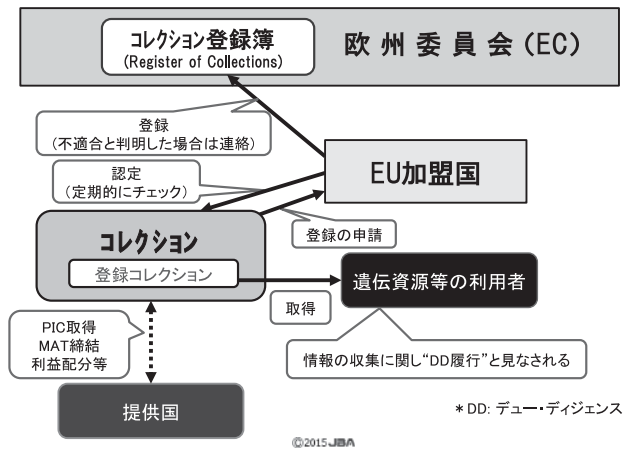 コレクション登録簿
(Register of Collections)
欧州委員会(EC)
登録
(不適合と判明した場合は連絡)
認定
(定期的にチェック)
EU加盟国
コレクション
登録コレクション
登録の申請
遺伝資源等の利用者
取得
PIC取得
MAT締結
利益配分等
情報の収集に関し“DD履行”と見なされる
提供国
*DD: デュー・ディジェンス
©2015 JBA